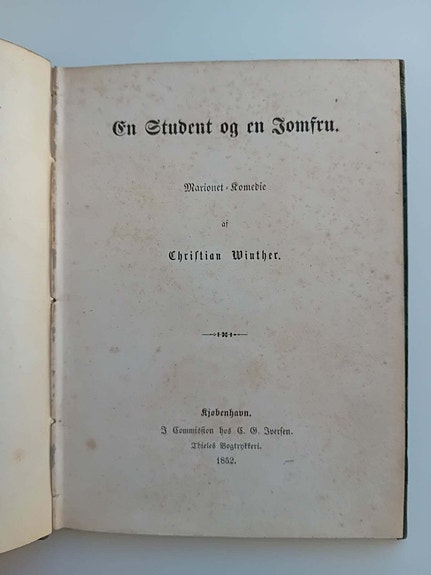 En Student og en Jomfru.
Marionet-Komedie
af
Christian Winther.
Kjøbenhavn.
I Commission hos C. G. Iversen.
Thieles Bogtrykkeri.
1852.